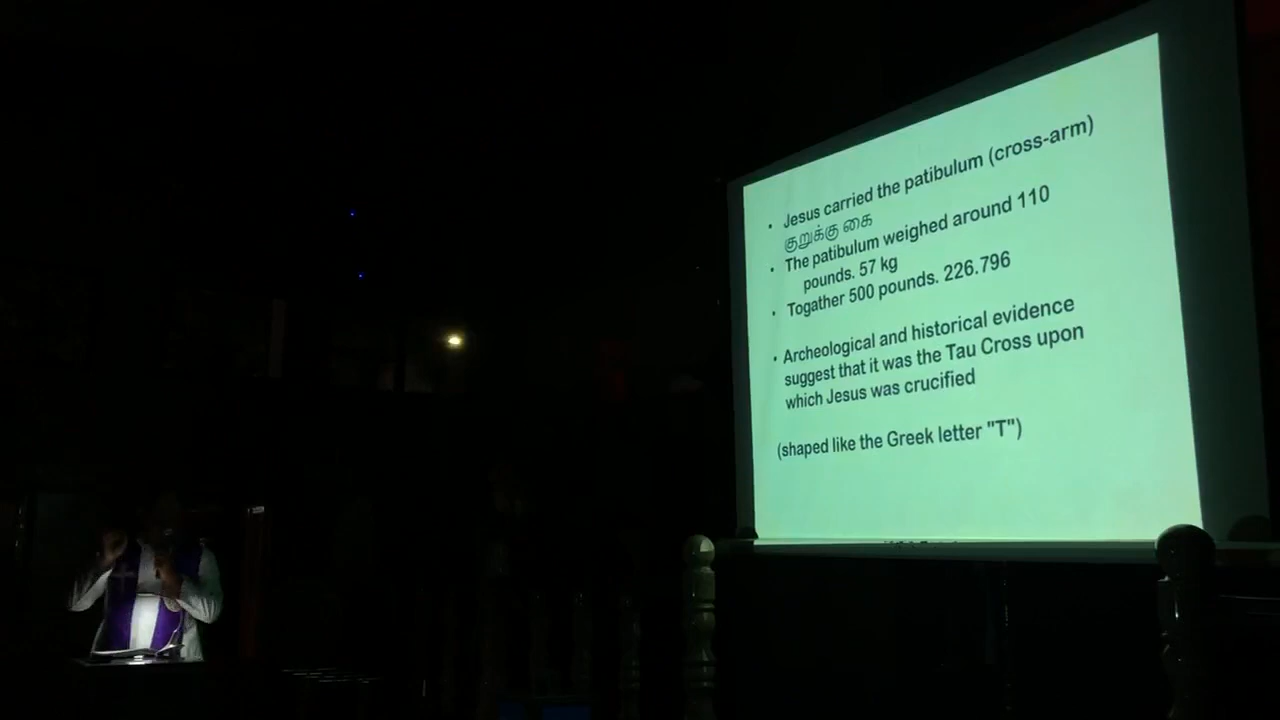 • Jesus carried the patibulum (cross-arm)
குறுக்கு கை
• The patibulum weighed around 110
pounds. 57 kg
• Togather 500 pounds. 226.796
• Archeological and historical evidence
suggest that it was the Tau Cross upon
which Jesus was crucified
(shaped like the Greek letter "T")